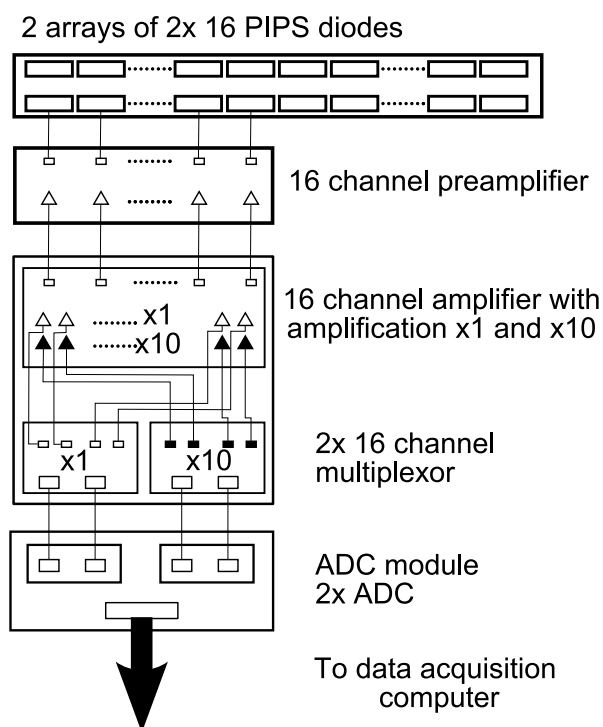 2 arrays of 2x 16 PIPS diodes
16 channel preamplifier
16 channel amplifier with
amplification x1 and x10
x1
x10
2x 16 channel
multiplexor
x1
x10
ADC module
2x ADC
To data acquisition
computer